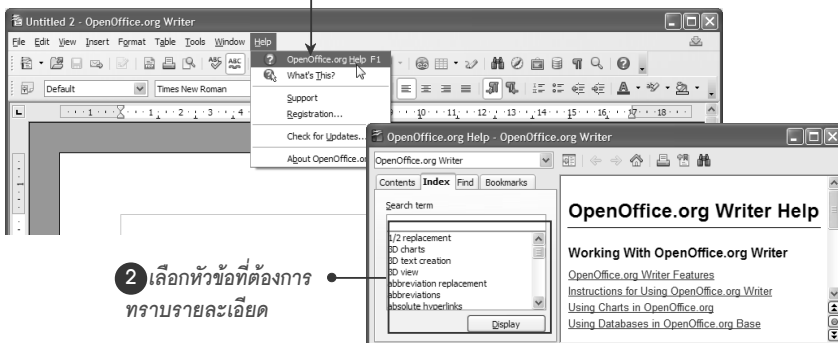 Untitled 2 - OpenOffice.org Writer
File Edit View Insert Format Table Tools Window Help
OpenOffice.org Help F1
What's This?
Default
Times New Roman
Support
Registration...
Check for Updates...
About OpenOffice.or
OpenOffice.org Help - OpenOffice.org Writer
OpenOffice.org Writer
Contents Index Find Bookmarks
Search term
1/2 replacement
3D charts
3D text creation
3D view
abbreviation replacement
abbreviations
absolute hyperlinks
Display
OpenOffice.org Writer Help
Working With OpenOffice.org Writer
OpenOffice.org Writer Features
Instructions for Using OpenOffice.org Writer
Using Charts in OpenOffice.org
Using Databases in OpenOffice.org Base
2 เลือกหัวข้อที่ต้องการ
ทราบรายละเอียด